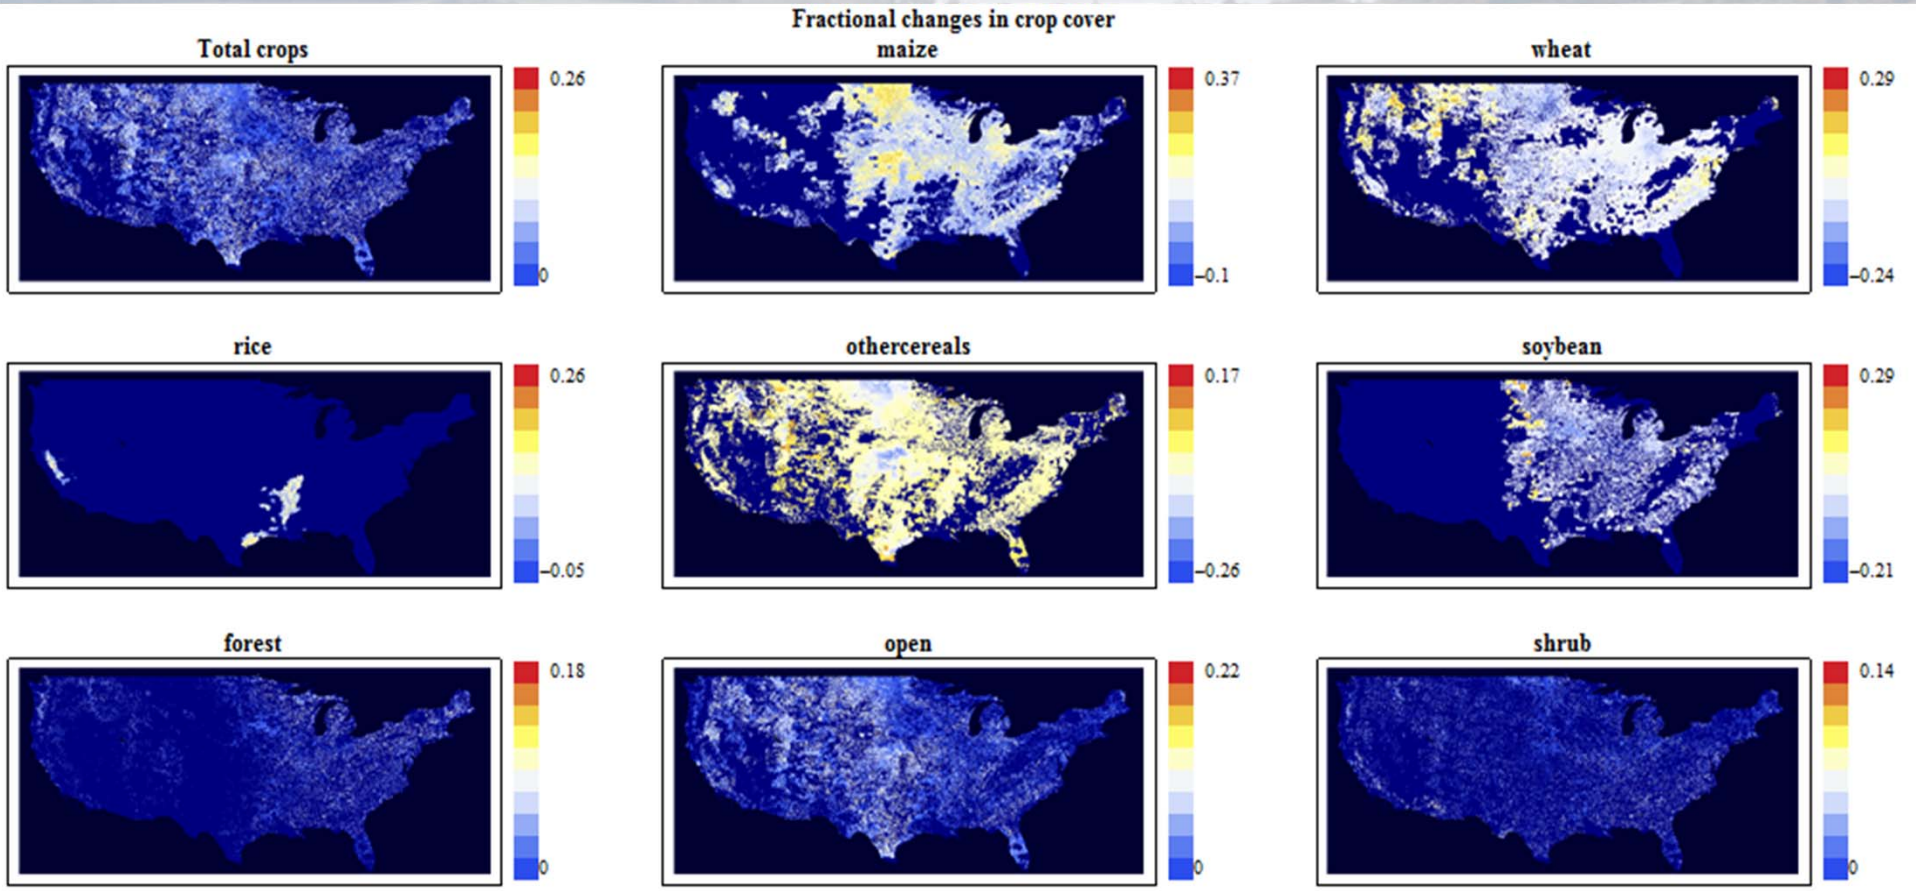 Fractional changes in crop cover
Total crops
maize
wheat
0.26
0
0.37
−0.1
0.29
−0.24
rice
othercereals
soybean
0.26
−0.05
0.17
−0.26
0.29
−0.21
forest
open
shrub
0.18
0
0.22
0
0.14
0